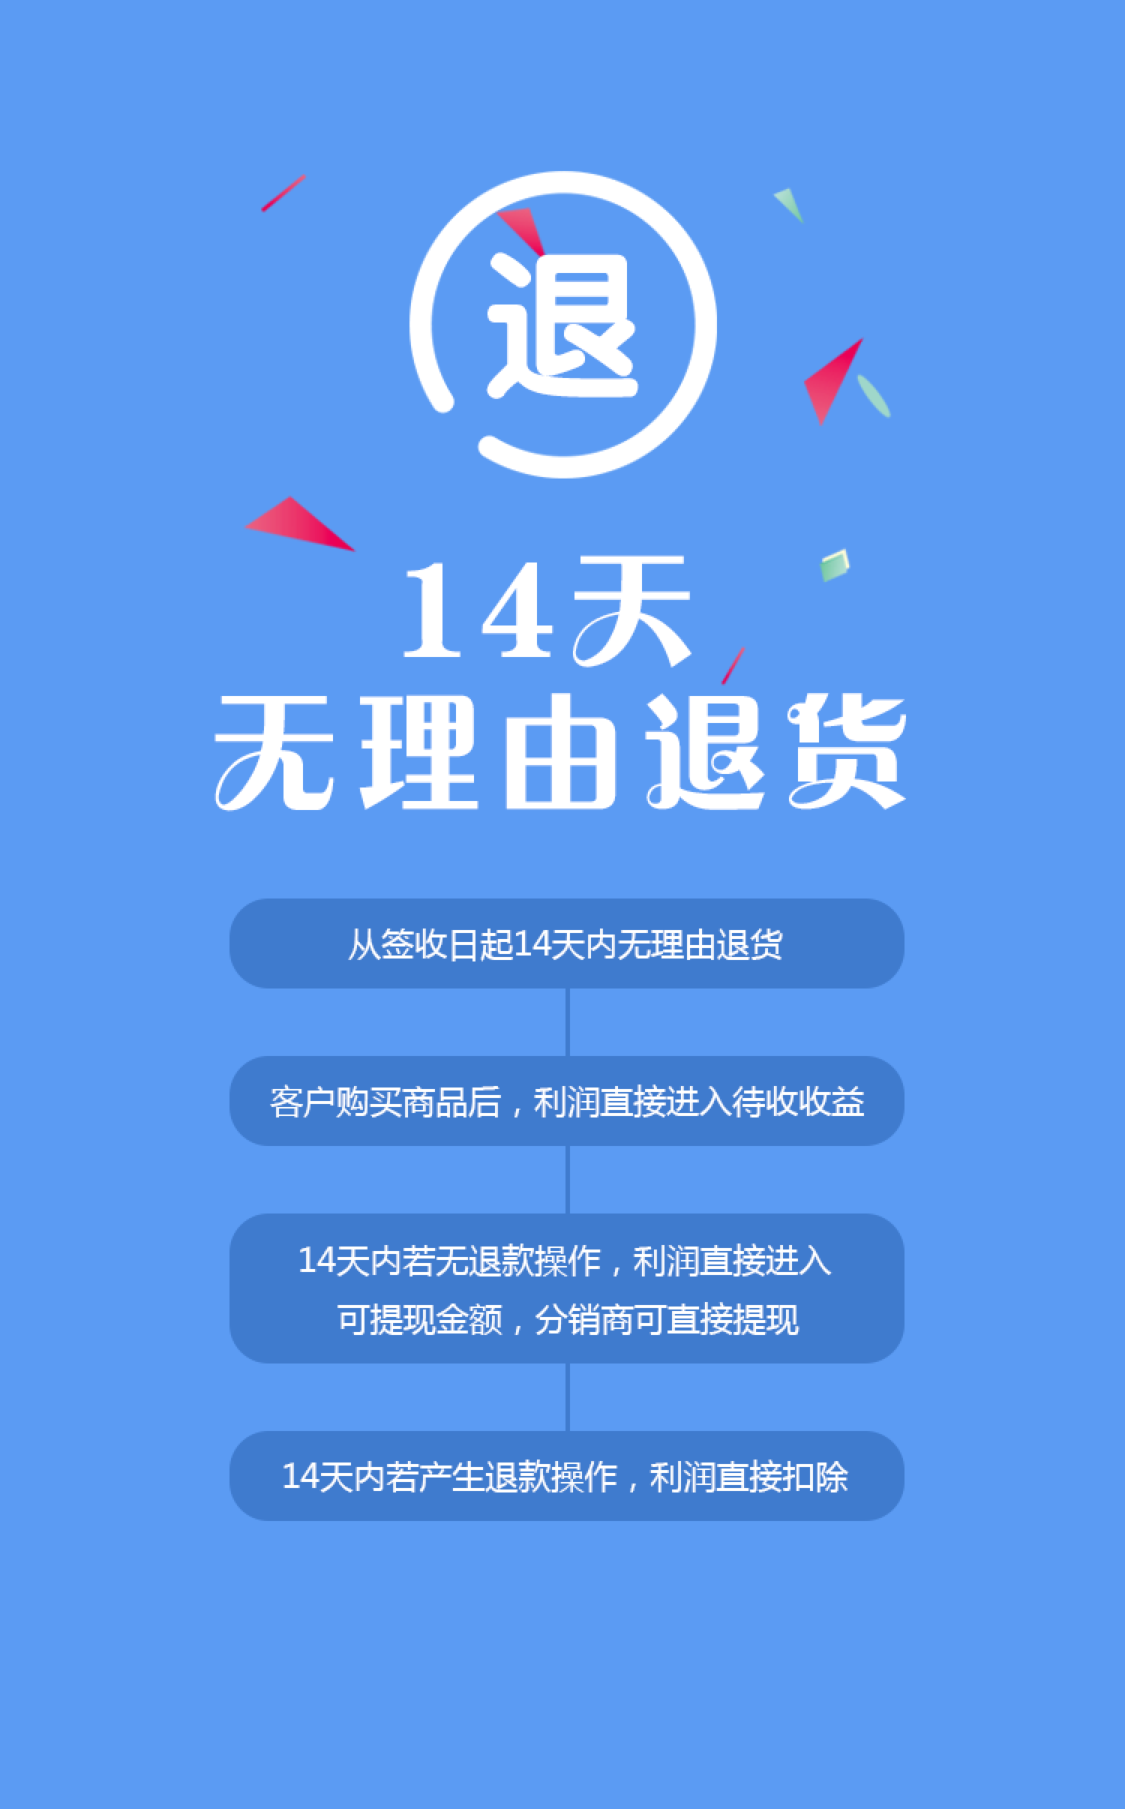 退
14天
无理由退货
从签收日起14天内无理由退货
客户购买商品后，利润直接进入待收收益
14天内若无退款操作，利润直接进入
可提现金额，分销商可直接提现
14天内若产生退款操作，利润直接扣除